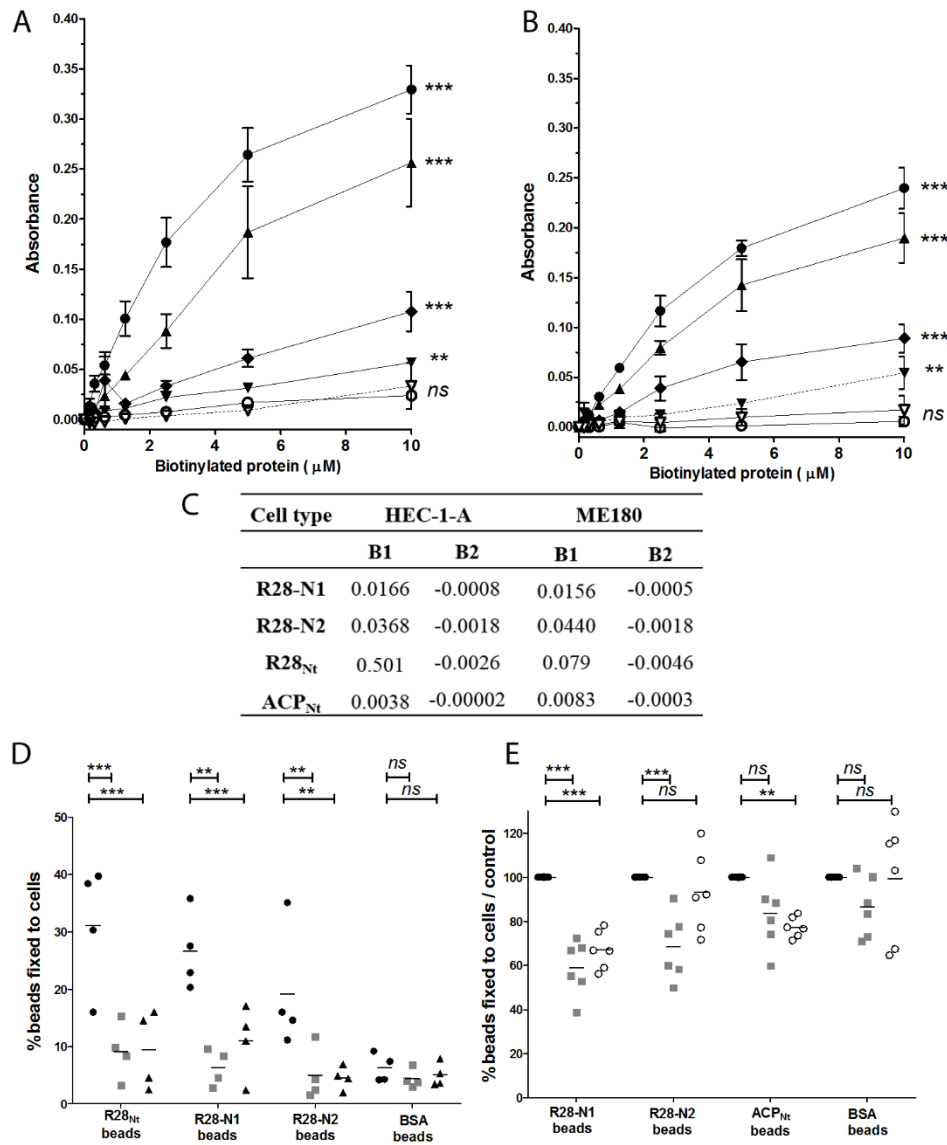 A
0.40
0.35
0.30
0.25
0.20
0.15
0.10
0.05
0.00
Absorbance
0 2 4 6 8 10
Biotinylated protein ( μM)
***
***
***
**
ns
B
0.40
0.35
0.30
0.25
0.20
0.15
0.10
0.05
0.00
Absorbance
0 2 4 6 8 10
Biotinylated protein ( μM)
***
***
***
**
ns
C
Cell type HEC-1-A ME180
B1 B2 B1 B2
R28-N1 0.0166 -0.0008 0.0156 -0.0005
R28-N2 0.0368 -0.0018 0.0440 -0.0018
R28Nt 0.501 -0.0026 0.079 -0.0046
ACPNt 0.0038 -0.00002 0.0083 -0.0003
D
*** ** ** ns
*** *** ** ns
50
40
30
20
10
0
%beads fixed to cells
R28Nt R28-N1 R28-N2 BSA
beads beads beads beads
E
*** *** ns ns
*** ns ** ns
120
100
80
60
40
20
0
%beads fixed to cells / control
R28-N1 R28-N2 ACPNt BSA
beads beads beads beads